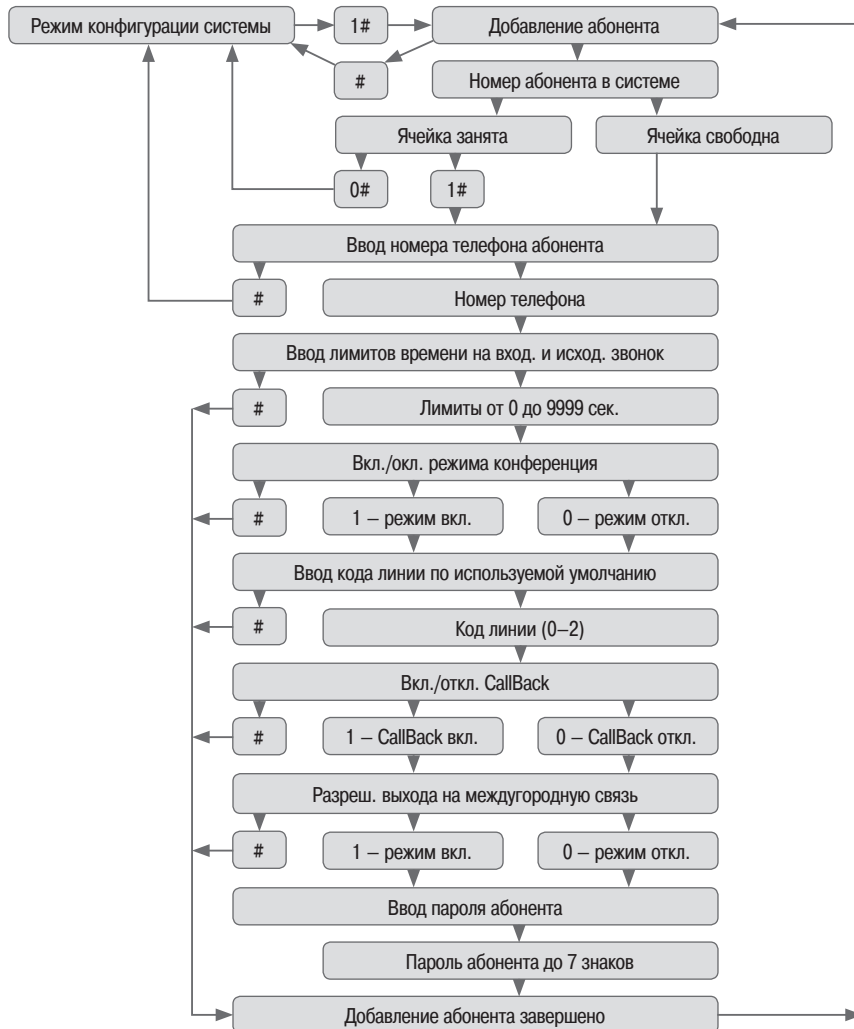 Режим конфигурации системы
1#
Добавление абонента
#
Номер абонента в системе
Ячейка занята
Ячейка свободна
0#
1#
Ввод номера телефона абонента
#
Номер телефона
Ввод лимитов времени на вход. и исход. звонок
#
Лимиты от 0 до 9999 сек.
Вкл./окл. режима конференция
#
1 – режим вкл.
0 – режим откл.
Ввод кода линии по используемой умолчанию
#
Код линии (0–2)
Вкл./откл. CallBack
#
1 – CallBack вкл.
0 – CallBack откл.
Разреш. выхода на междугородную связь
#
1 – режим вкл.
0 – режим откл.
Ввод пароля абонента
Пароль абонента до 7 знаков
Добавление абонента завершено